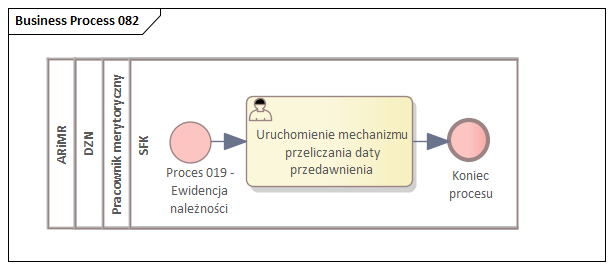 Business Process 082
ARiMR
DZN
Pracownik merytoryczny
SFK
Proces 019 -
Ewidencja
należności
Uruchomienie mechanizmu
przeliczania daty
przedawnienia
Koniec
procesu